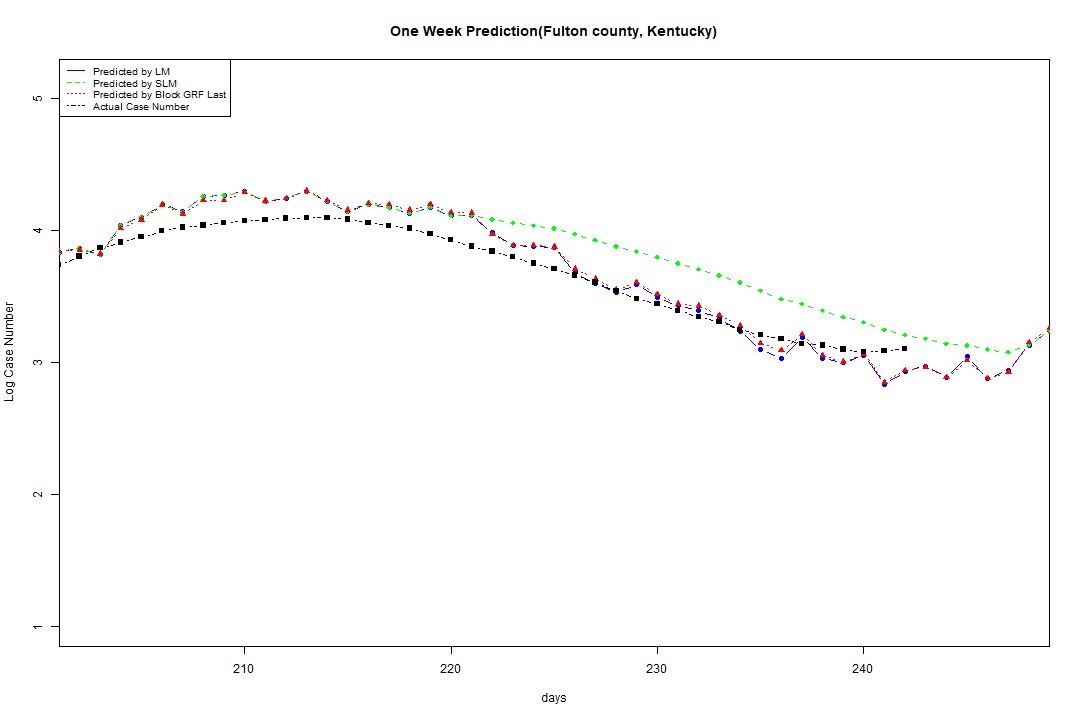 One Week Prediction(Fulton county, Kentucky)
Predicted by LM
Predicted by SLM
Predicted by Block GRF Last
Actual Case Number
5
4
3
2
1
Log Case Number
210 220 230 240
days